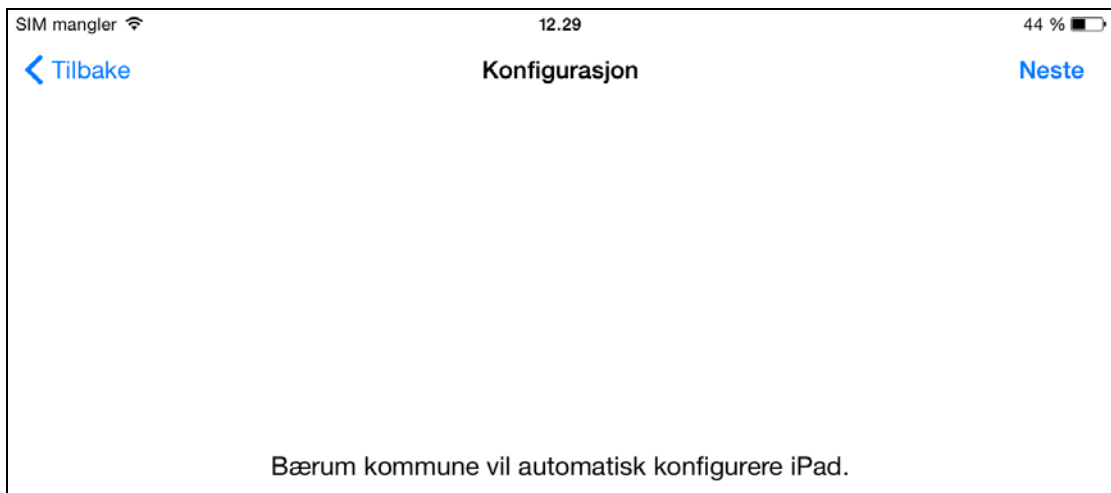 SIM mangler 12.29 44 %
Tilbake Konfigurasjon Neste
Bærum kommune vil automatisk konfigurere iPad.